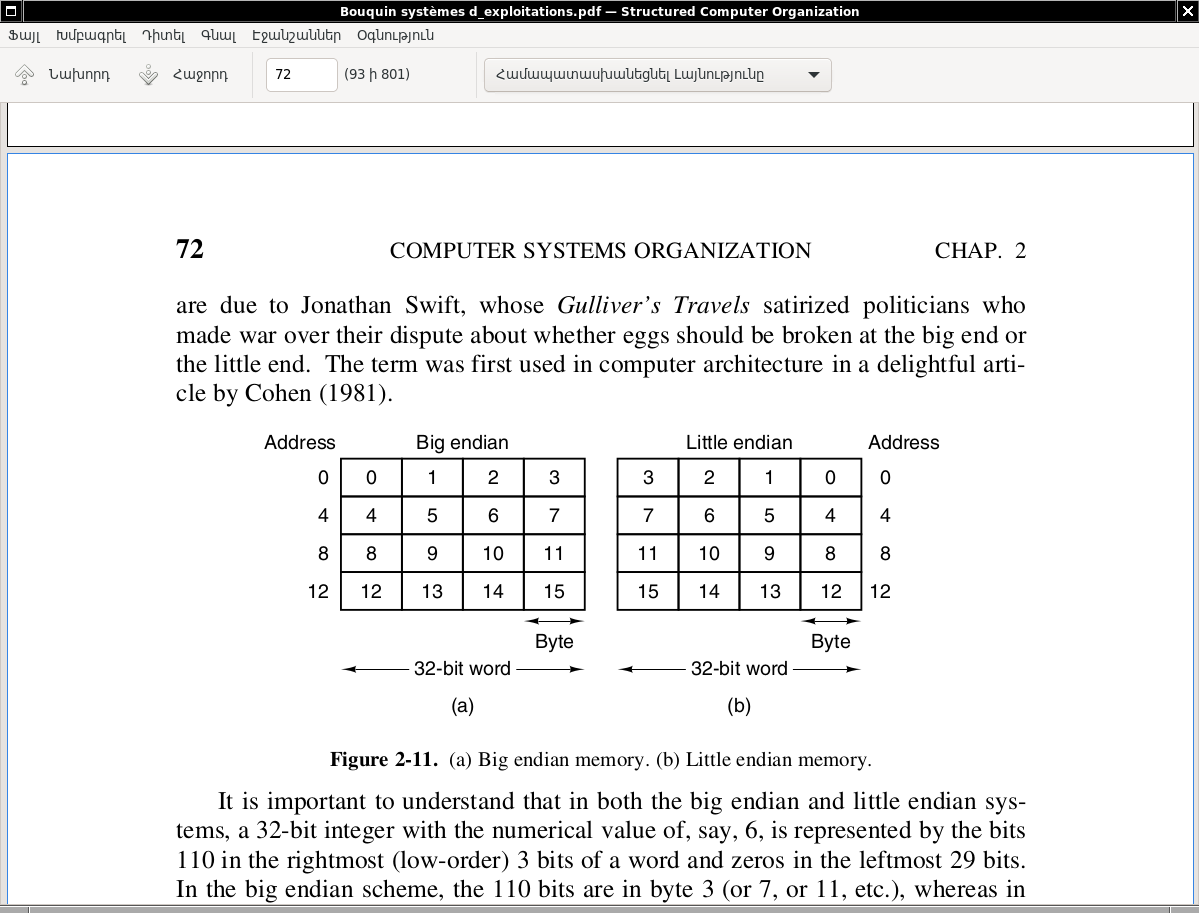 Bouquin systèmes d_exploitations.pdf — Structured Computer Organization
Ֆայլ Խմբագրել Դիտել Գնալ Էջանշաններ Օգնություն
Նախորդ Հաջորդ 72 (93 ի 801) Համապատասխանեցնել Լայնությունը
72 COMPUTER SYSTEMS ORGANIZATION CHAP. 2
are due to Jonathan Swift, whose Gulliver's Travels satirized politicians who
made war over their dispute about whether eggs should be broken at the big end or
the little end. The term was first used in computer architecture in a delightful arti-
cle by Cohen (1981).
Address Big endian Little endian Address
0 0 1 2 3 3 2 1 0 0
4 4 5 6 7 7 6 5 4 4
8 8 9 10 11 11 10 9 8 8
12 12 13 14 15 15 14 13 12 12
Byte Byte
32-bit word 32-bit word
(a) (b)
Figure 2-11. (a) Big endian memory. (b) Little endian memory.
It is important to understand that in both the big endian and little endian sys-
tems, a 32-bit integer with the numerical value of, say, 6, is represented by the bits
110 in the rightmost (low-order) 3 bits of a word and zeros in the leftmost 29 bits.
In the big endian scheme, the 110 bits are in byte 3 (or 7, or 11, etc.), whereas in